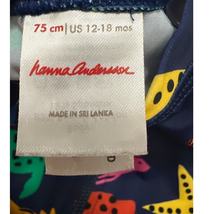 75 cm | US 12-18 mos
hanna Andersson
MADE IN SRI LANKA